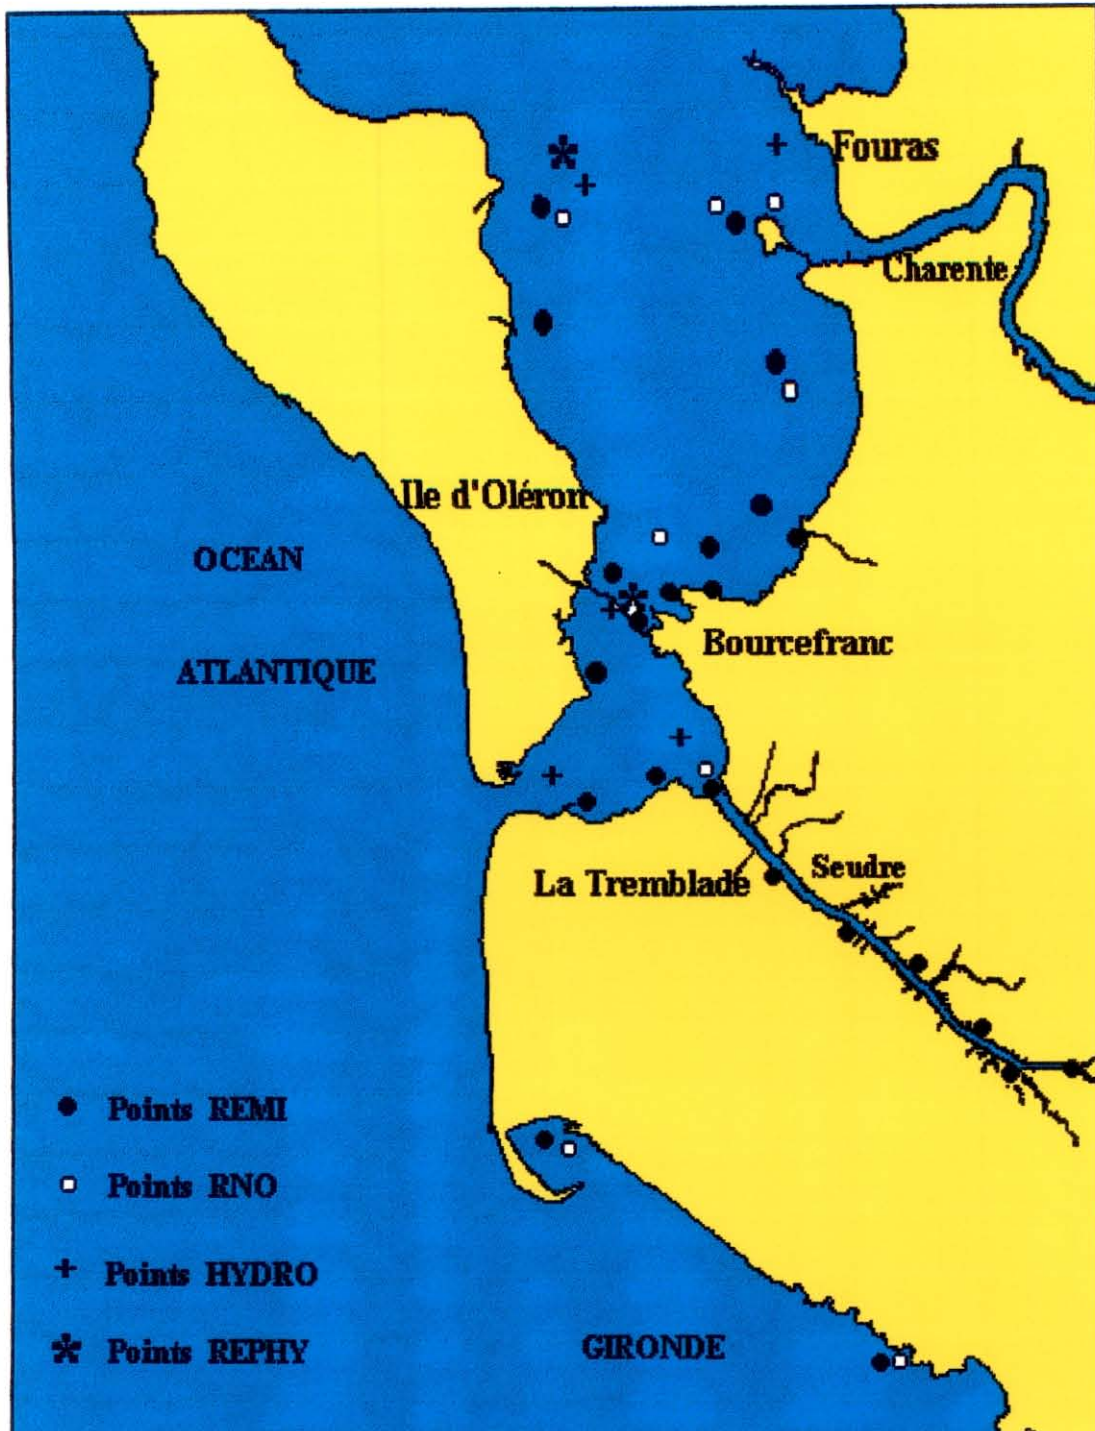 Fouras
Charente
Ile d'Oléron
OCEAN
ATLANTIQUE
Bourcefranc
La Tremblade
Seudre
Points REMI
Points RNO
Points HYDRO
Points REPHY
GIRONDE